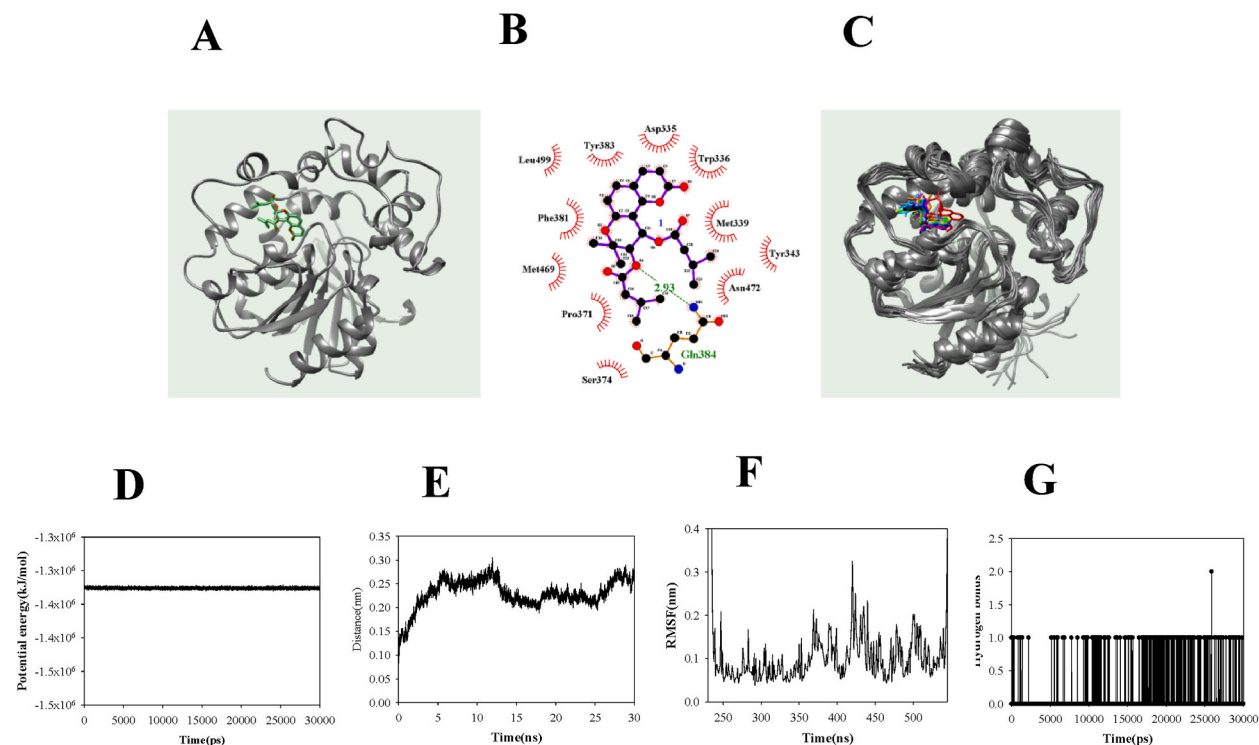 A
B
C
Asp335
Tyr383
Leu499
Trp336
Phe381
Met339
1
Tyr343
Met469
Asn472
2.93
Pro371
Gln384
Ser374
D
E
F
G
Potential energy(kJ/mol)
-1.3x10⁶
-1.3x10⁶
-1.4x10⁶
-1.4x10⁶
-1.5x10⁶
-1.5x10⁶
0 5000 10000 15000 20000 25000 30000
Time(ps)
Distance(nm)
0.35
0.30
0.25
0.20
0.15
0.10
0.05
0.00
0 5 10 15 20 25 30
Time(ns)
RMSF(nm)
0.4
0.3
0.2
0.1
0.0
250 300 350 400 450 500
Time(ns)
Hydrogen bonds
2.5
2.0
1.5
1.0
0.5
0.0
0 5000 10000 15000 20000 25000 30000
Time(ps)